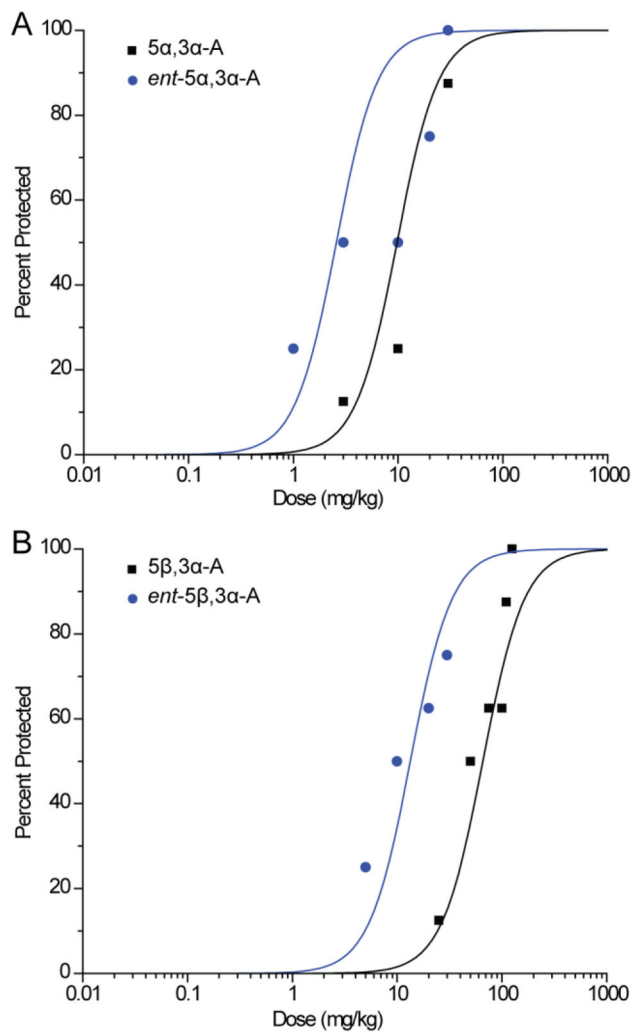 A
100
5α,3α-A
ent-5α,3α-A
80
60
40
20
0
Percent Protected
0.01 0.1 1 10 100 1000
Dose (mg/kg)
B
100
5β,3α-A
ent-5β,3α-A
80
60
40
20
0
Percent Protected
0.01 0.1 1 10 100 1000
Dose (mg/kg)